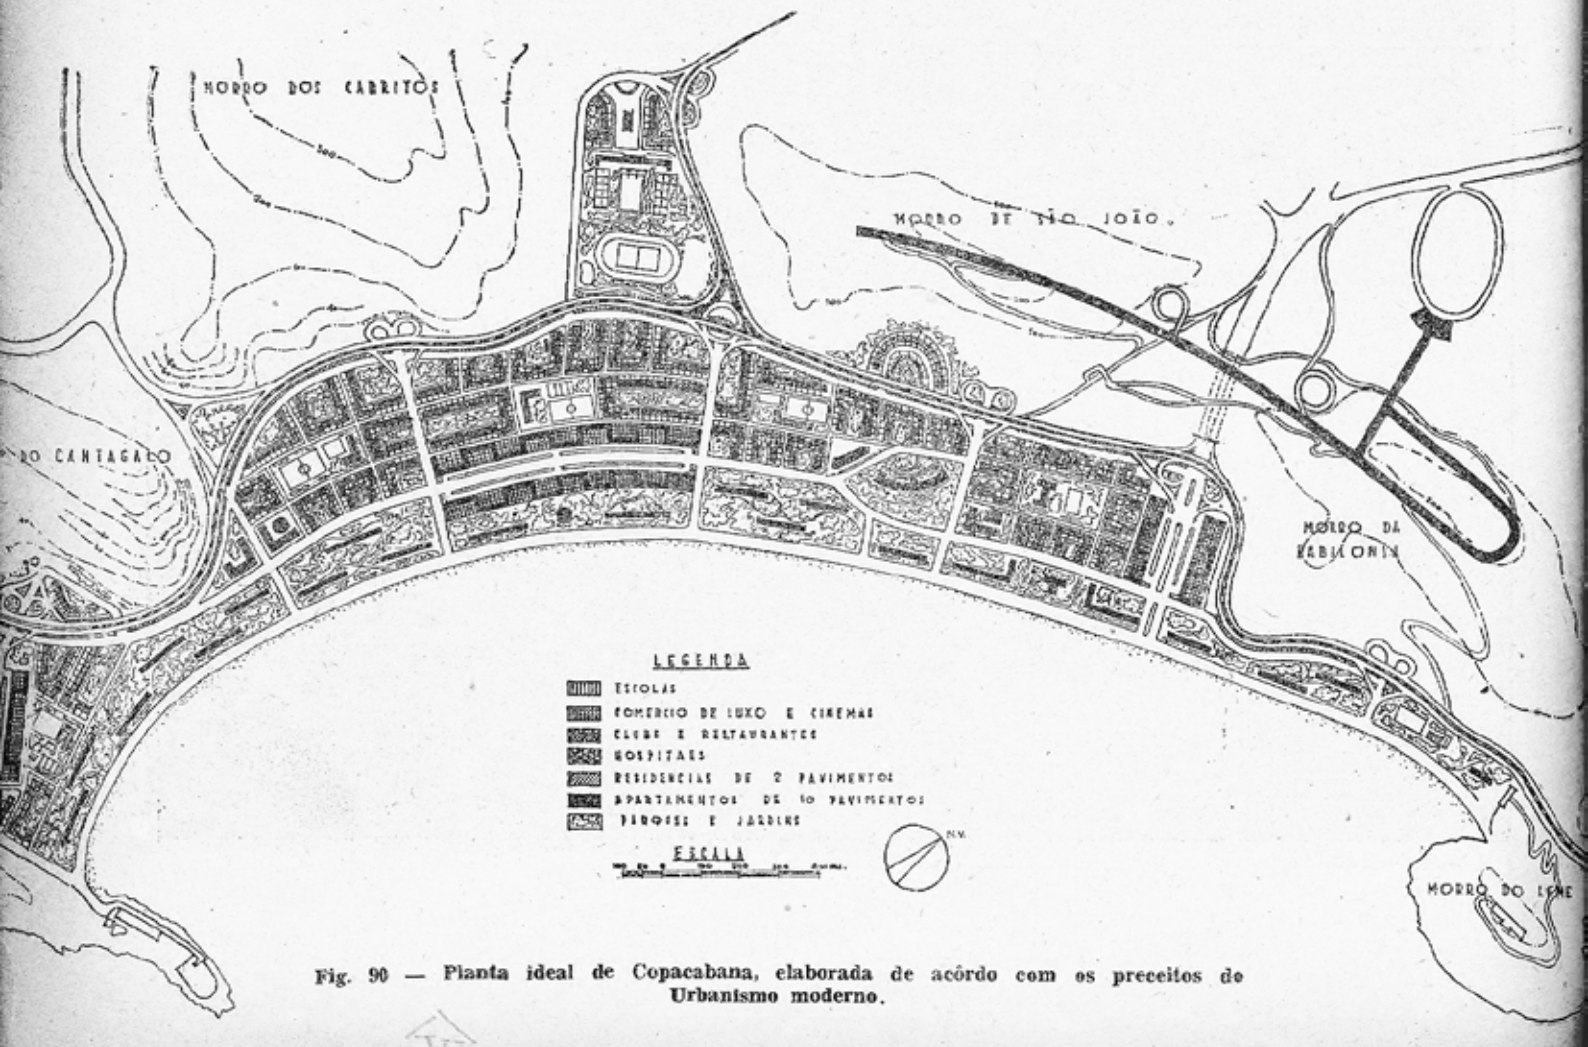 MORRO DOS CABRITOS
MORRO DE SÃO JOÃO.
DO CANTAGALO
MORRO DA
BABILONIA
LEGENDA
ESCOLAS
COMERCIO DE LUXO E CINEMAS
CLUBE E RESTAURANTES
HOSPITAES
RESIDENCIAS DE 2 PAVIMENTOS
APARTAMENTOS DE 10 PAVIMENTOS
PARQUES E JARDINS
ESCALA
N.V.
MORRO DO LEME
Fig. 90 — Planta ideal de Copacabana, elaborada de acôrdo com os preceitos do
Urbanismo moderno.